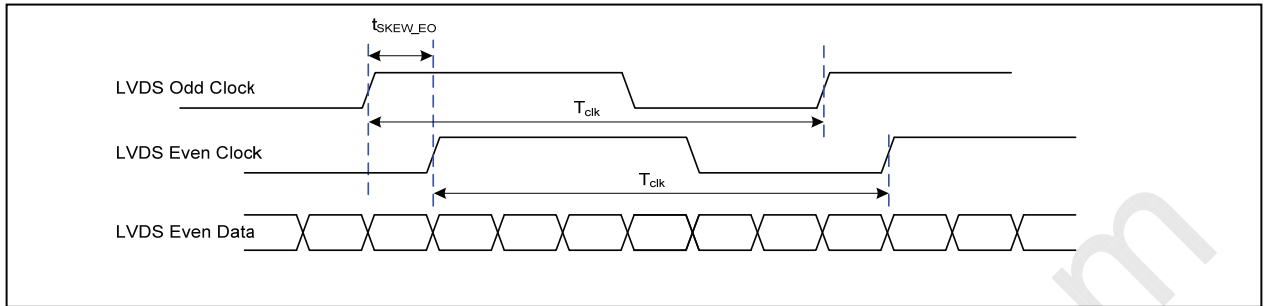 tSKEW_EO
LVDS Odd Clock
Tclk
LVDS Even Clock
Tclk
LVDS Even Data
m